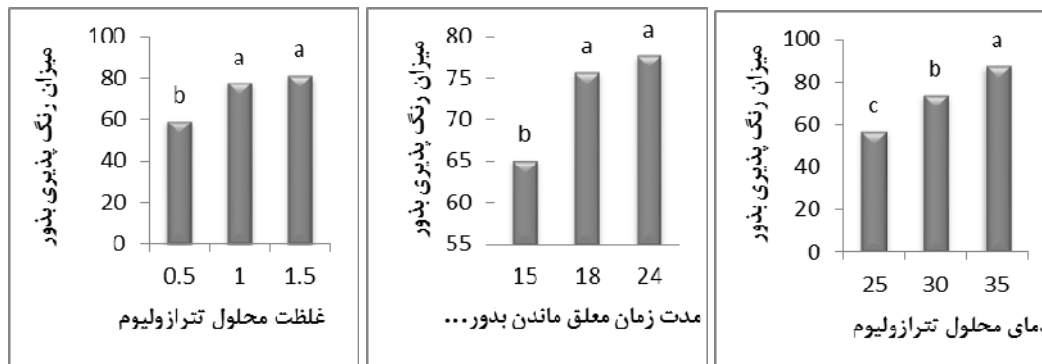 میزان رنگ پذیری بذور
100
80
60
40
20
0
b
a
a
0.5 1 1.5
غلظت محلول تترازولیوم
میزان رنگ پذیری بذور
80
75
70
65
60
55
b
a
a
15 18 24
مدت زمان معلق ماندن بدور...
میزان رنگ پذیری بذور
100
80
60
40
20
0
c
b
a
25 30 35
دمای محلول تترازولیوم